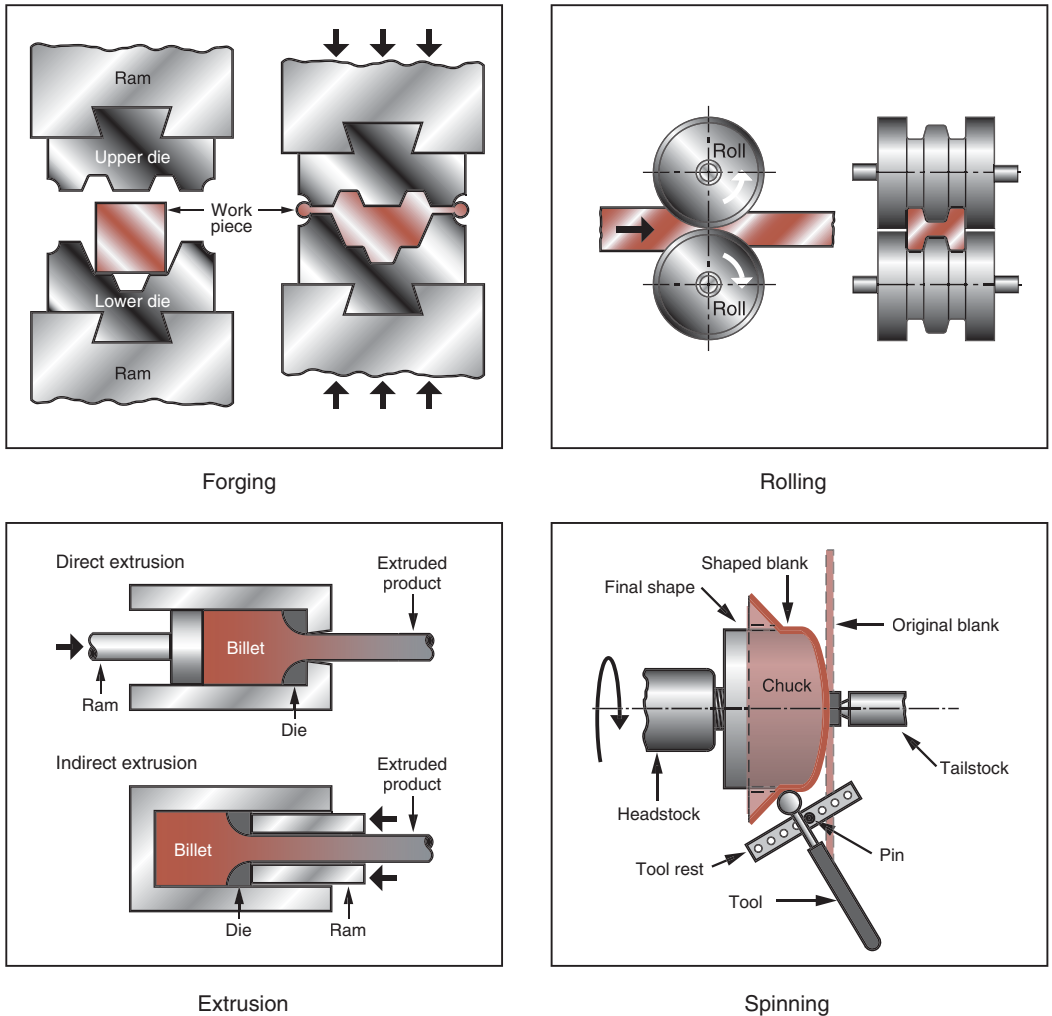 Ram
Upper die
Work
piece
Lower die
Ram
Forging
Roll
Roll
Rolling
Direct extrusion
Extruded
product
Billet
Ram
Die
Indirect extrusion
Extruded
product
Billet
Die
Ram
Extrusion
Shaped blank
Final shape
Original blank
Chuck
Tailstock
Headstock
Pin
Tool rest
Tool
Spinning